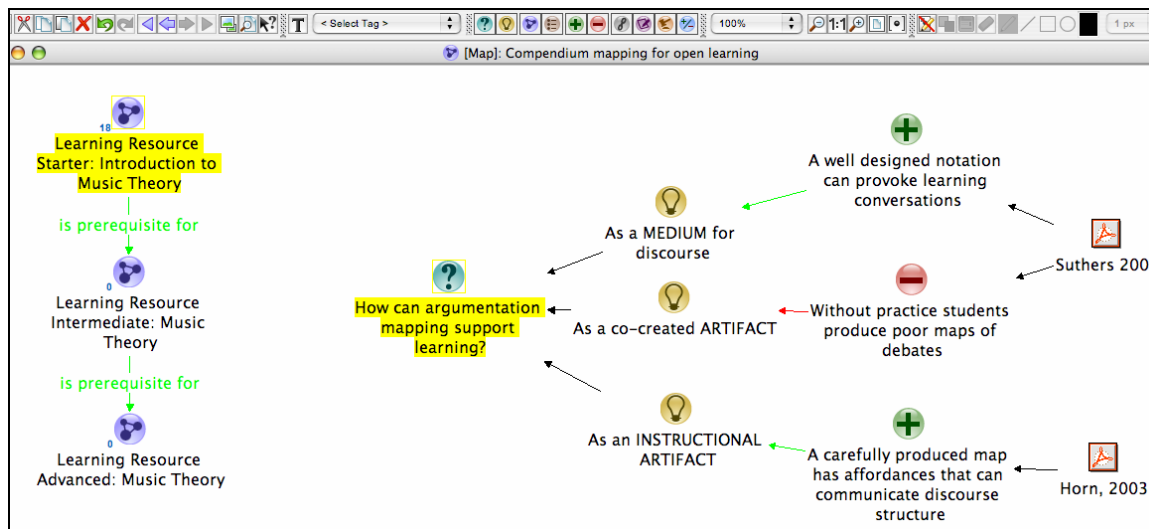 T
< Select Tag >
?
100%
1:1
?
1 px
[Map]: Compendium mapping for open learning
18
Learning Resource
Starter: Introduction to
Music Theory
is prerequisite for
0
Learning Resource
Intermediate: Music
Theory
is prerequisite for
0
Learning Resource
Advanced: Music Theory
?
How can argumentation
mapping support
learning?
As a MEDIUM for
discourse
As a co-created ARTIFACT
As an INSTRUCTIONAL
ARTIFACT
A well designed notation
can provoke learning
conversations
Without practice students
produce poor maps of
debates
A carefully produced map
has affordances that can
communicate discourse
structure
Suthers 200
Horn, 2003